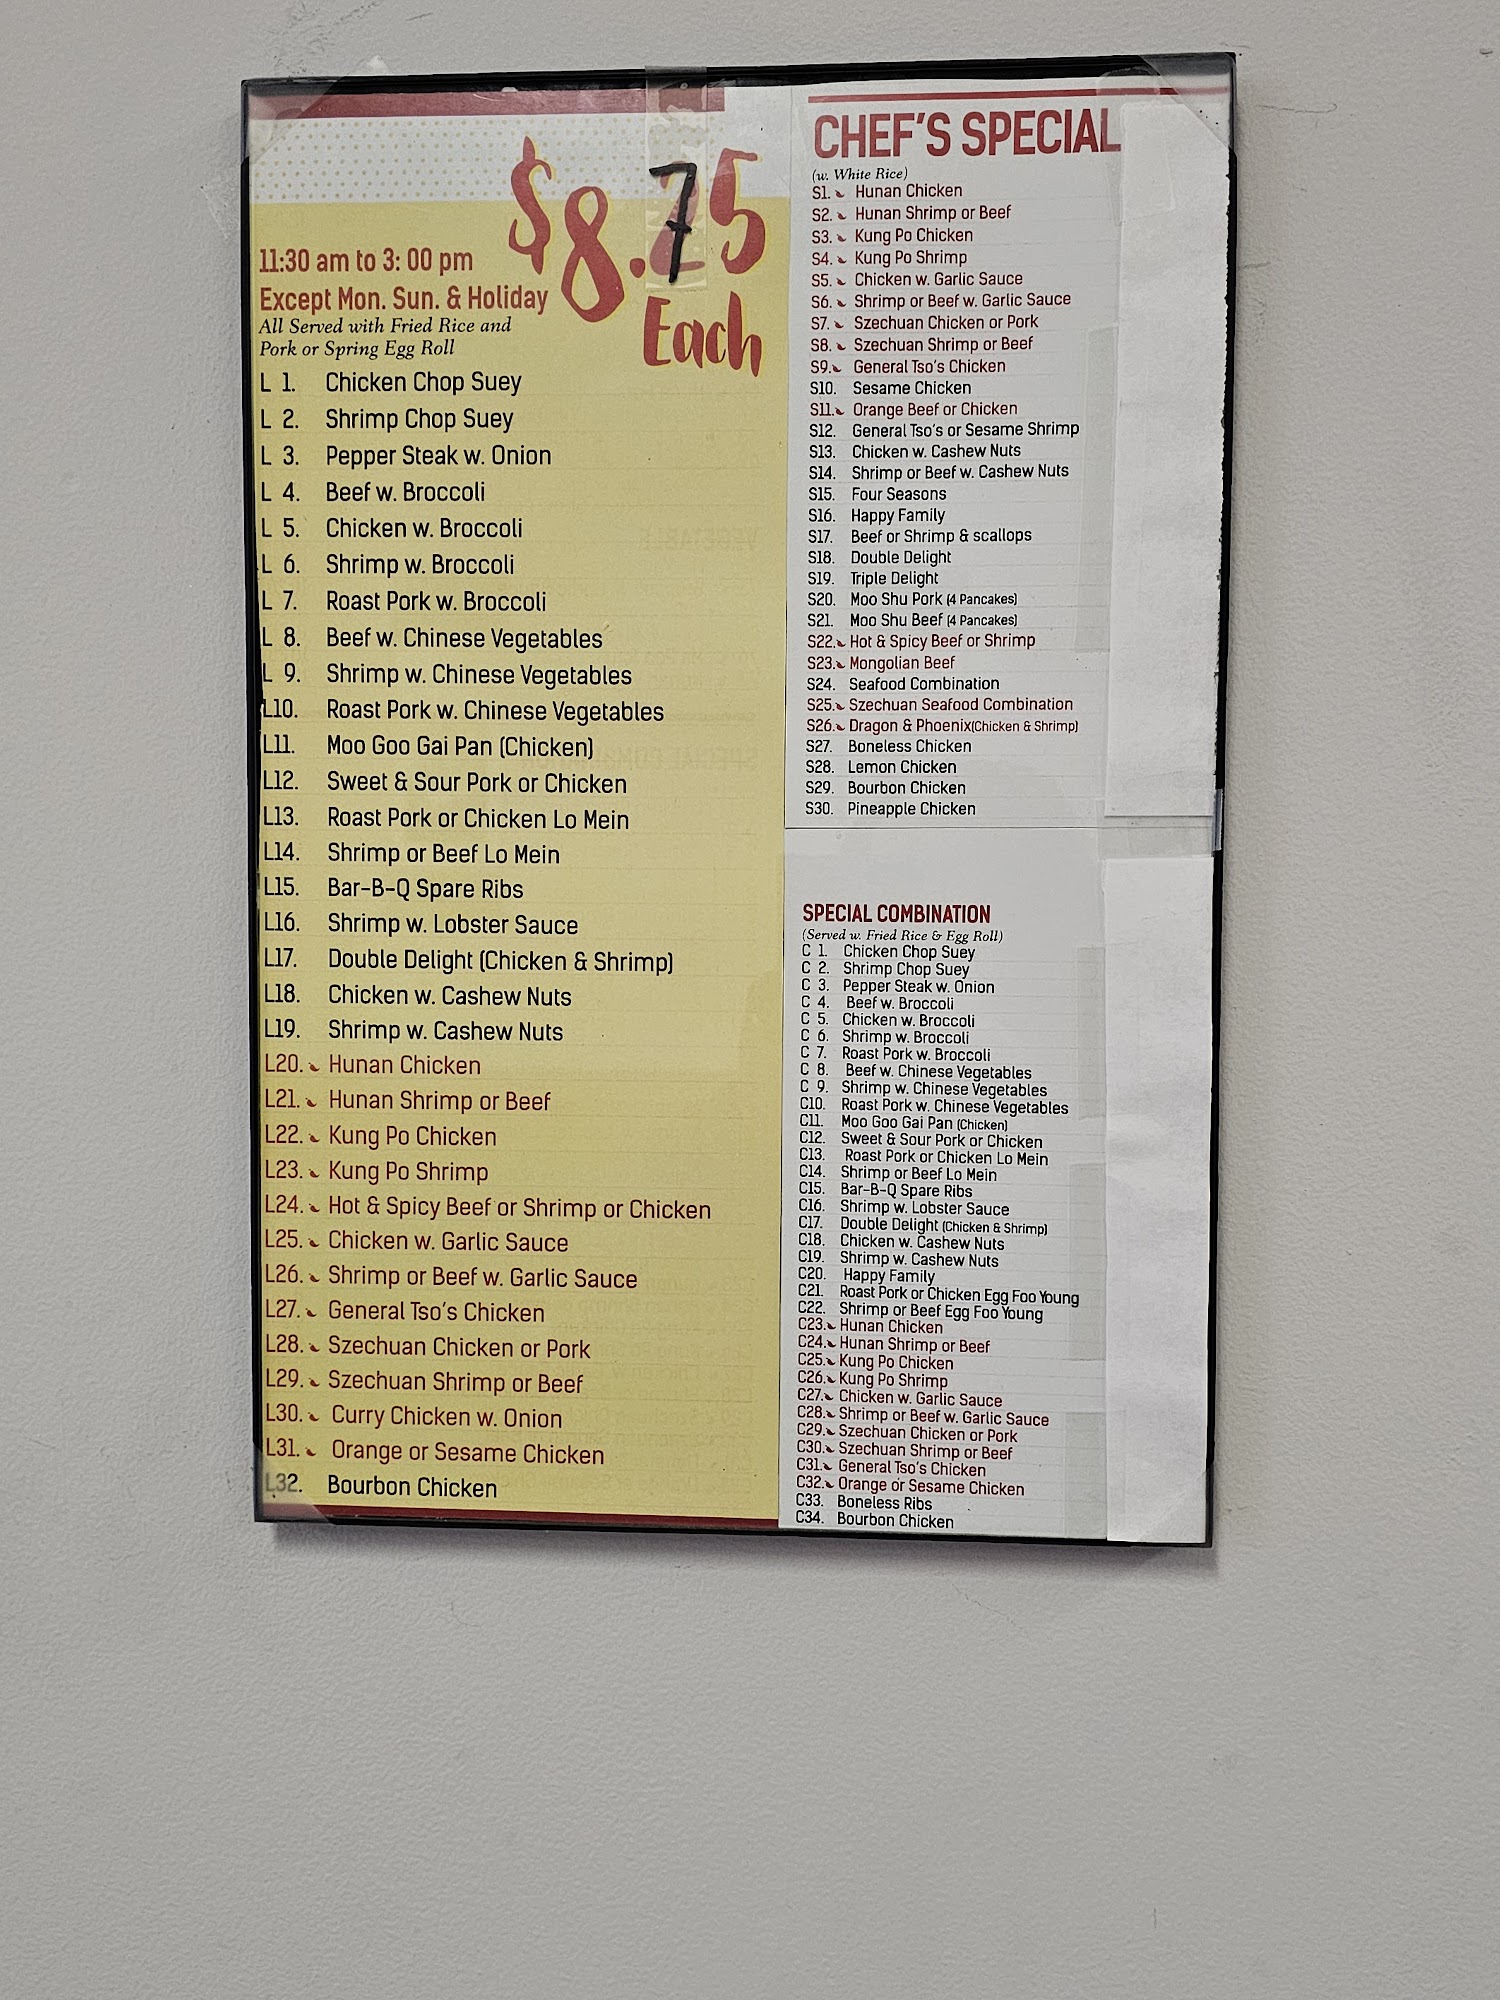 $8.75
Each
11:30 am to 3: 00 pm
Except Mon. Sun. & Holiday
All Served with Fried Rice and
Pork or Spring Egg Roll
L 1. Chicken Chop Suey
L 2. Shrimp Chop Suey
L 3. Pepper Steak w. Onion
L 4. Beef w. Broccoli
L 5. Chicken w. Broccoli
L 6. Shrimp w. Broccoli
L 7. Roast Pork w. Broccoli
L 8. Beef w. Chinese Vegetables
L 9. Shrimp w. Chinese Vegetables
L10. Roast Pork w. Chinese Vegetables
L11. Moo Goo Gai Pan (Chicken)
L12. Sweet & Sour Pork or Chicken
L13. Roast Pork or Chicken Lo Mein
L14. Shrimp or Beef Lo Mein
L15. Bar-B-Q Spare Ribs
L16. Shrimp w. Lobster Sauce
L17. Double Delight (Chicken & Shrimp)
L18. Chicken w. Cashew Nuts
L19. Shrimp w. Cashew Nuts
L20. Hunan Chicken
L21. Hunan Shrimp or Beef
L22. Kung Po Chicken
L23. Kung Po Shrimp
L24. Hot & Spicy Beef or Shrimp or Chicken
L25. Chicken w. Garlic Sauce
L26. Shrimp or Beef w. Garlic Sauce
L27. General Tso's Chicken
L28. Szechuan Chicken or Pork
L29. Szechuan Shrimp or Beef
L30. Curry Chicken w. Onion
L31. Orange or Sesame Chicken
L32. Bourbon Chicken
CHEF'S SPECIAL
(w. White Rice)
S1. Hunan Chicken
S2. Hunan Shrimp or Beef
S3. Kung Po Chicken
S4. Kung Po Shrimp
S5. Chicken w. Garlic Sauce
S6. Shrimp or Beef w. Garlic Sauce
S7. Szechuan Chicken or Pork
S8. Szechuan Shrimp or Beef
S9. General Tso's Chicken
S10. Sesame Chicken
S11. Orange Beef or Chicken
S12. General Tso's or Sesame Shrimp
S13. Chicken w. Cashew Nuts
S14. Shrimp or Beef w. Cashew Nuts
S15. Four Seasons
S16. Happy Family
S17. Beef or Shrimp & scallops
S18. Double Delight
S19. Triple Delight
S20. Moo Shu Pork (4 Pancakes)
S21. Moo Shu Beef (4 Pancakes)
S22. Hot & Spicy Beef or Shrimp
S23. Mongolian Beef
S24. Seafood Combination
S25. Szechuan Seafood Combination
S26. Dragon & Phoenix(Chicken & Shrimp)
S27. Boneless Chicken
S28. Lemon Chicken
S29. Bourbon Chicken
S30. Pineapple Chicken
SPECIAL COMBINATION
(Served w. Fried Rice & Egg Roll)
C 1. Chicken Chop Suey
C 2. Shrimp Chop Suey
C 3. Pepper Steak w. Onion
C 4. Beef w. Broccoli
C 5. Chicken w. Broccoli
C 6. Shrimp w. Broccoli
C 7. Roast Pork w. Broccoli
C 8. Beef w. Chinese Vegetables
C 9. Shrimp w. Chinese Vegetables
C10. Roast Pork w. Chinese Vegetables
C11. Moo Goo Gai Pan (Chicken)
C12. Sweet & Sour Pork or Chicken
C13. Roast Pork or Chicken Lo Mein
C14. Shrimp or Beef Lo Mein
C15. Bar-B-Q Spare Ribs
C16. Shrimp w. Lobster Sauce
C17. Double Delight (Chicken & Shrimp)
C18. Chicken w. Cashew Nuts
C19. Shrimp w. Cashew Nuts
C20. Happy Family
C21. Roast Pork or Chicken Egg Foo Young
C22. Shrimp or Beef Egg Foo Young
C23. Hunan Chicken
C24. Hunan Shrimp or Beef
C25. Kung Po Chicken
C26. Kung Po Shrimp
C27. Chicken w. Garlic Sauce
C28. Shrimp or Beef w. Garlic Sauce
C29. Szechuan Chicken or Pork
C30. Szechuan Shrimp or Beef
C31. General Tso's Chicken
C32. Orange or Sesame Chicken
C33. Boneless Ribs
C34. Bourbon Chicken